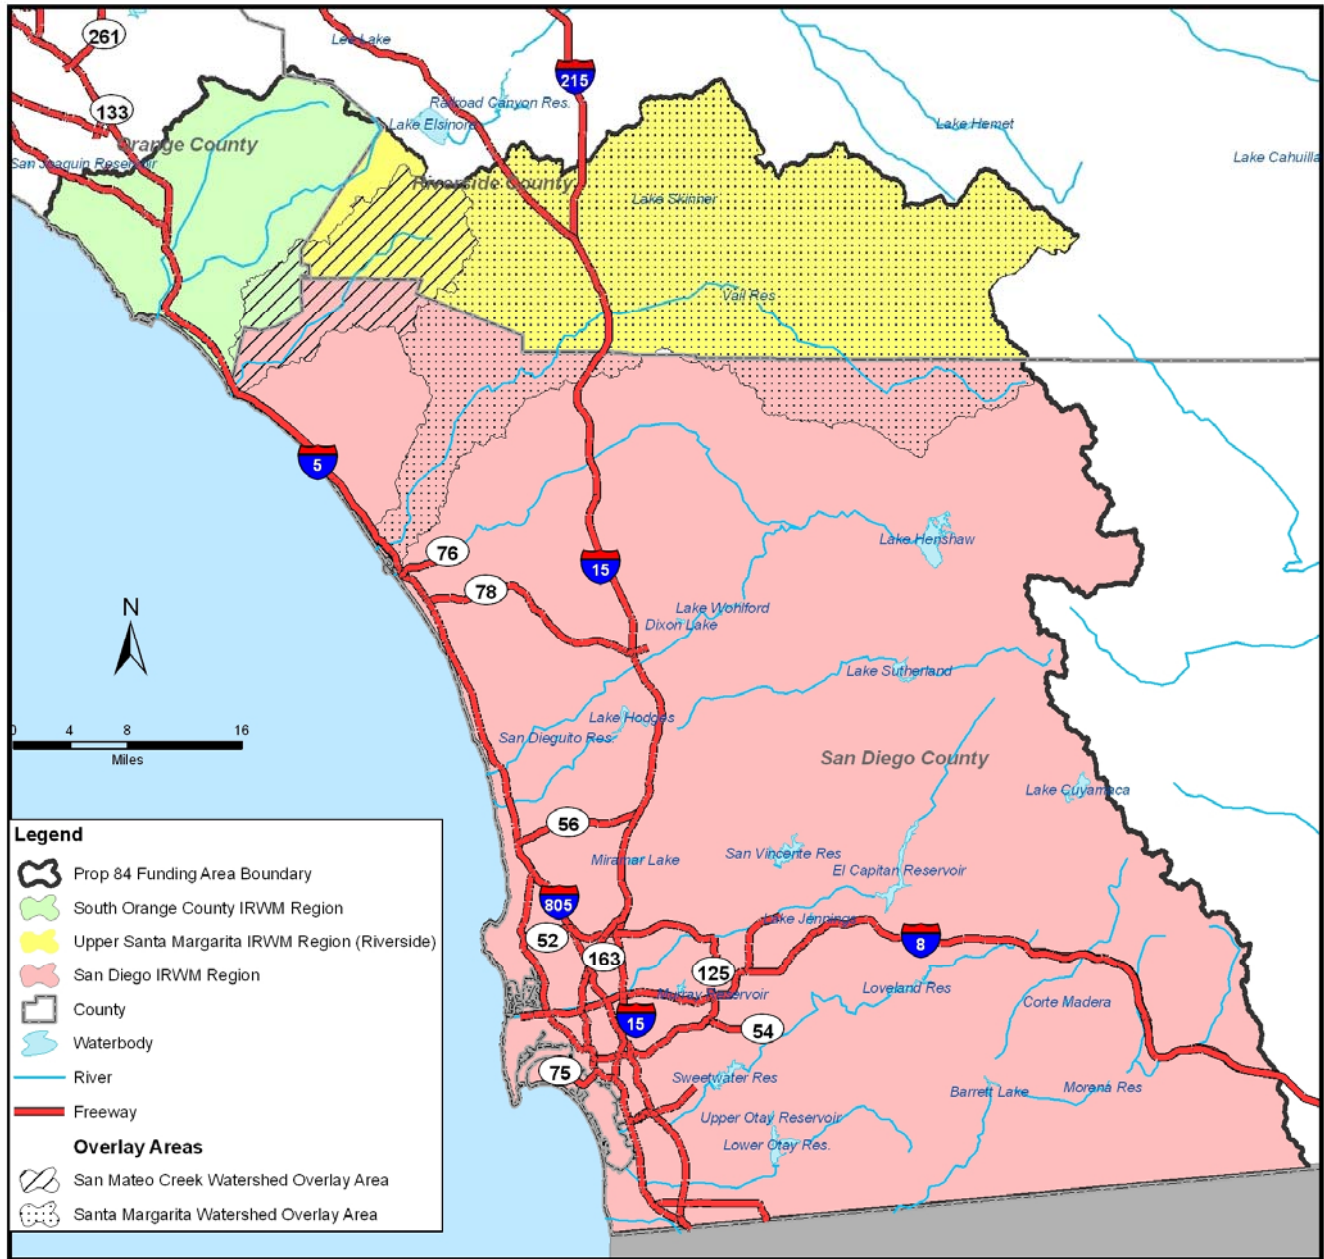 261
Lee Lake
215
133
Railroad Canyon Res.
Lake Elsinore
Lake Hemet
Orange County
San Joaquin Reservoir
Lake Cahuilla
Riverside County
Lake Skinner
Vail Res
5
76
Lake Henshaw
15
78
Lake Wohlford
N
Dixon Lake
Lake Sutherland
Lake Hodges
0 4 8 16
San Dieguito Res.
Miles
San Diego County
Lake Cuyamaca
56
Legend
Miramar Lake
San Vincente Res
El Capitan Reservoir
Prop 84 Funding Area Boundary
805
South Orange County IRWM Region
Lake Jennings
52
8
Upper Santa Margarita IRWM Region (Riverside)
163
125
San Diego IRWM Region
Loveland Res
Murray Reservoir
Corte Madera
County
15
54
Waterbody
75
River
Sweetwater Res
Barrett Lake
Morena Res
Freeway
Upper Otay Reservoir
Overlay Areas
Lower Otay Res.
San Mateo Creek Watershed Overlay Area
Santa Margarita Watershed Overlay Area